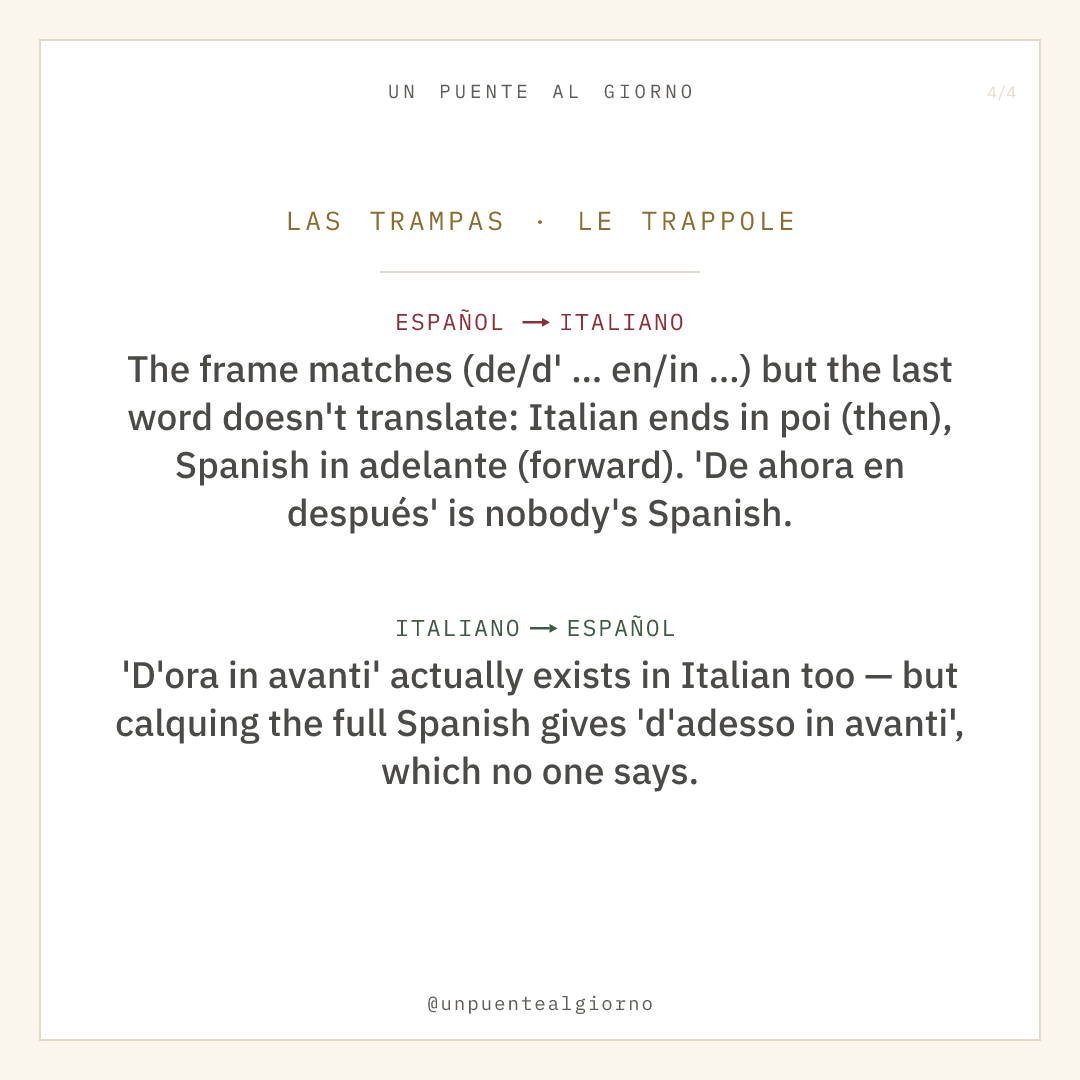 UN PUENTE AL GIORNO
4/4
LAS TRAMPAS · LE TRAPPOLE
ESPAÑOL → ITALIANO
The frame matches (de/d' ... en/in ...) but the last
word doesn't translate: Italian ends in poi (then),
Spanish in adelante (forward). 'De ahora en
después' is nobody's Spanish.
ITALIANO → ESPAÑOL
'D'ora in avanti' actually exists in Italian too — but
calquing the full Spanish gives 'd'adesso in avanti',
which no one says.
@unpuentealgiorno